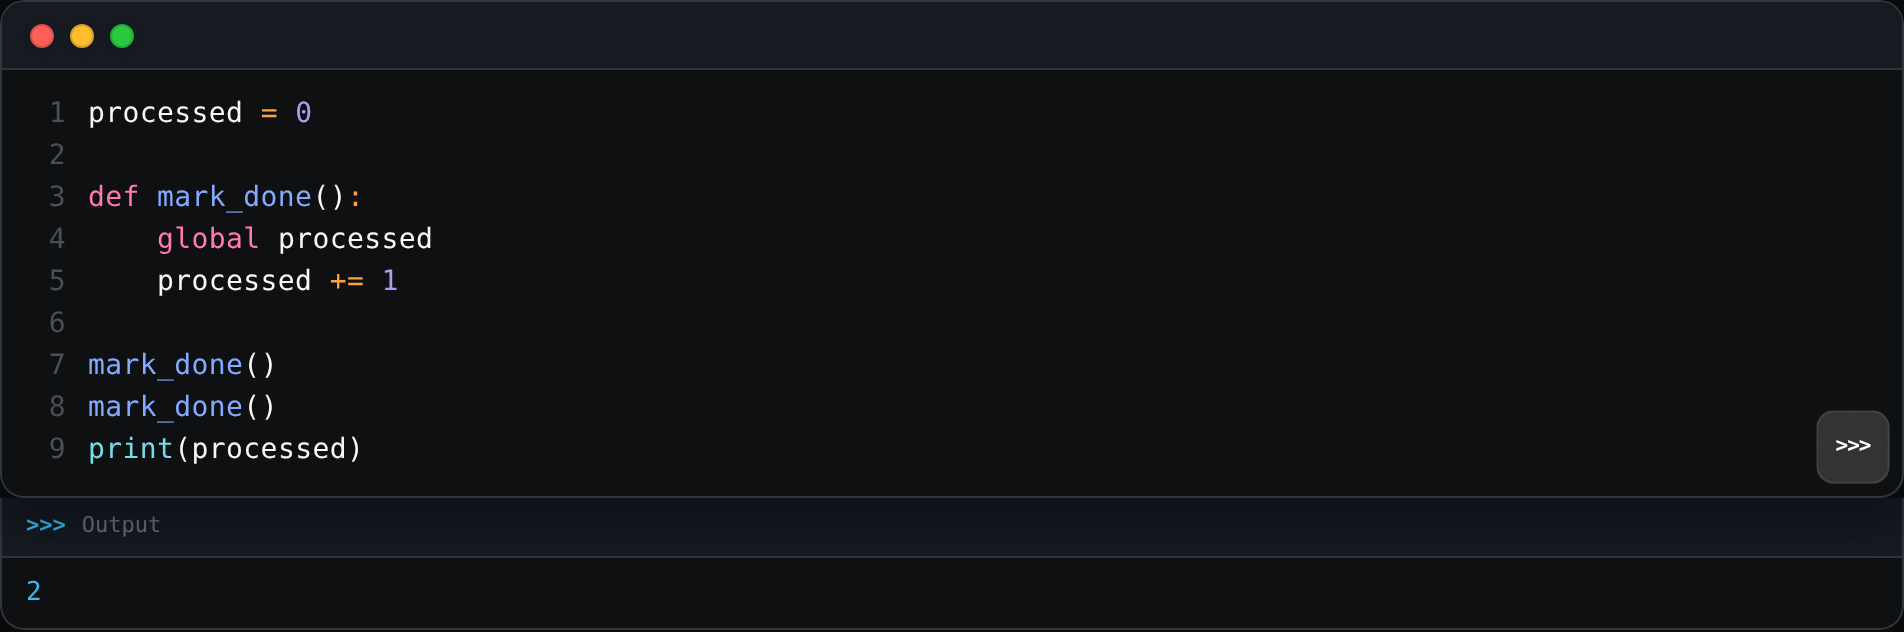 1 processed = 0
2
3 def mark_done():
4     global processed
5     processed += 1
6
7 mark_done()
8 mark_done()
9 print(processed)
>>>
>>> Output
2